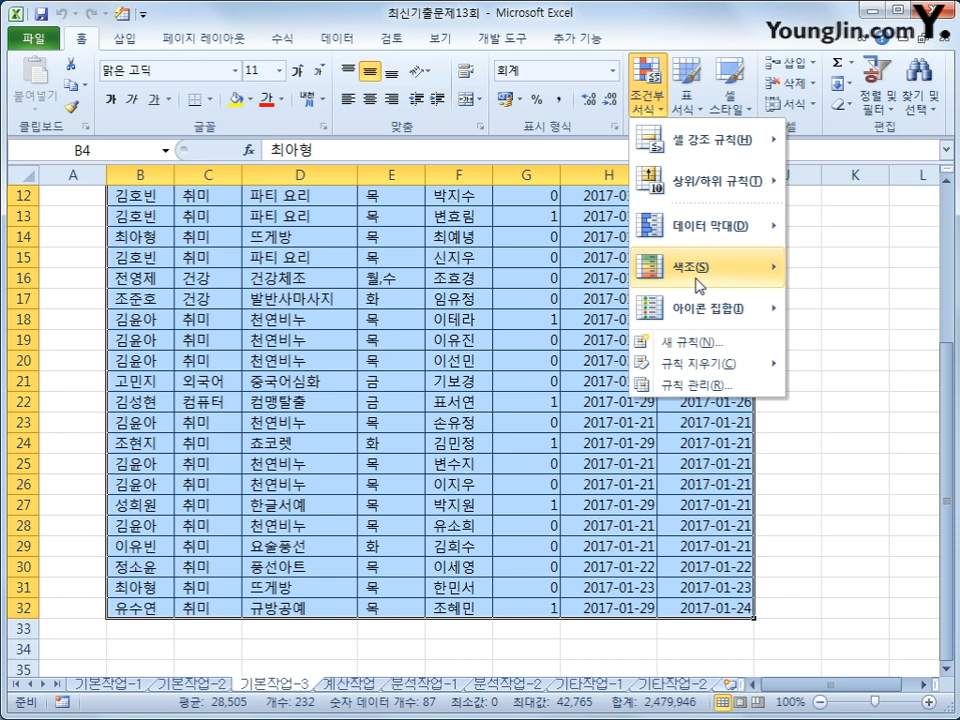 최신기출문제13회 - Microsoft Excel
Younglin.com Y.
파일 홈 삽입 페이지 레이아웃 수식 데이터 검토 보기 개발 도구 추가 기능
붙여넣기
클립보드
맑은 고딕 11
가 가 가
글꼴
맞춤
회계
% ,
표시 형식
조건부 서식
표 서식
셀 스타일
삽입
삭제
서식
셀
Σ
정렬 및 필터
찾기 및 선택
편집
B4 fx 최아형
셀 강조 규칙(H)
상위/하위 규칙(T)
데이터 막대(D)
색조(S)
아이콘 집합(I)
새 규칙(N)...
규칙 지우기(C)
규칙 관리(R)...
A B C D E F G H K L
12 김호빈 취미 파티 요리 목 박지수 0 2017-01
13 김호빈 취미 파티 요리 목 변효림 1 2017-01
14 최아형 취미 뜨게방 목 최예녕 0 2017-01
15 김호빈 취미 파티 요리 목 신지우 0 2017-01
16 전영제 건강 건강체조 월,수 조효경 0 2017-01
17 조준호 건강 발반사마사지 화 임유정 0 2017-01
18 김윤아 취미 천연비누 목 이테라 1 2017-01
19 김윤아 취미 천연비누 목 이유진 0 2017-01
20 김윤아 취미 천연비누 목 이선민 0 2017-01
21 고민지 외국어 중국어심화 금 기보경 0 2017-01
22 김성현 컴퓨터 컴맹탈출 금 표서연 1 2017-01-29 2017-01-26
23 김윤아 취미 천연비누 목 손유정 0 2017-01-21 2017-01-21
24 조현지 취미 쵸코렛 화 김민정 1 2017-01-29 2017-01-21
25 김윤아 취미 천연비누 목 변수지 0 2017-01-21 2017-01-21
26 김윤아 취미 천연비누 목 이지우 0 2017-01-21 2017-01-21
27 성희원 취미 한글서예 목 박지원 1 2017-01-29 2017-01-21
28 김윤아 취미 천연비누 목 유소희 0 2017-01-21 2017-01-21
29 이유빈 취미 요술풍선 화 김희수 0 2017-01-21 2017-01-21
30 정소윤 취미 풍선아트 목 이세영 0 2017-01-22 2017-01-22
31 최아형 취미 뜨게방 목 한민서 0 2017-01-23 2017-01-23
32 유수연 취미 규방공예 목 조혜민 1 2017-01-29 2017-01-24
33
34
35
기본작업-1 기본작업-2 기본작업-3 계산작업 분석작업-1 분석작업-2 기타작업-1 기타작업-2
준비 평균: 28,505 개수: 232 숫자 데이터 개수: 87 최소값: 0 최대값: 42,765 합계: 2,479,946 100%